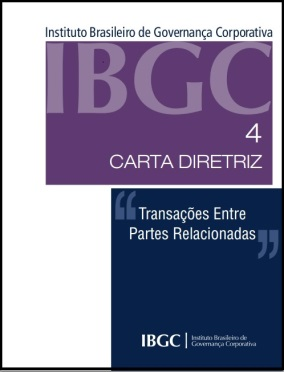 Instituto Brasileiro de Governança Corporativa
IBGC
4
CARTA DIRETRIZ
“Transações Entre
Partes Relacionadas”
IBGC | Instituto Brasileiro de
Governança Corporativa